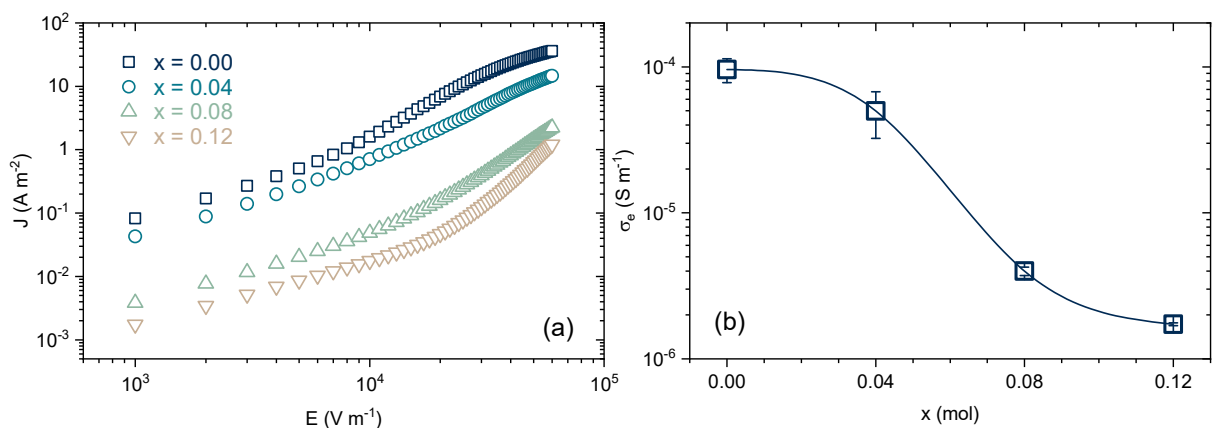 10²
10
1
10⁻¹
10⁻²
10⁻³
J (A m⁻²)
x = 0.00
x = 0.04
x = 0.08
x = 0.12
(a)
10³
10⁴
10⁵
E (V m⁻¹)
10⁻⁴
10⁻⁵
10⁻⁶
σₑ (S m⁻¹)
(b)
0.00
0.04
0.08
0.12
x (mol)